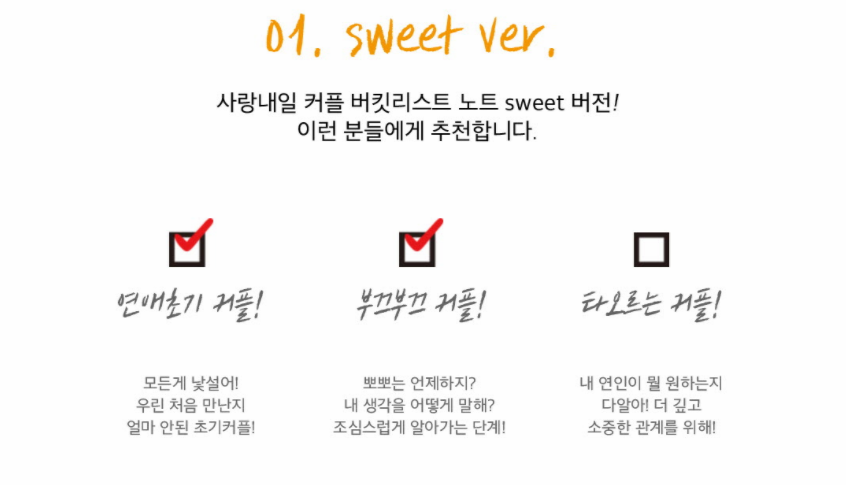 01. sweet ver.
사랑내일 커플 버킷리스트 노트 sweet 버전!
이런 분들에게 추천합니다.
연애초기 커플!
부끄부끄 커플!
타오르는 커플!
모든게 낯설어!
우린 처음 만난지
얼마 안된 초기커플!
뽀뽀는 언제하지?
내 생각을 어떻게 말해?
조심스럽게 알아가는 단계!
내 연인이 뭘 원하는지
다알아! 더 깊고
소중한 관계를 위해!